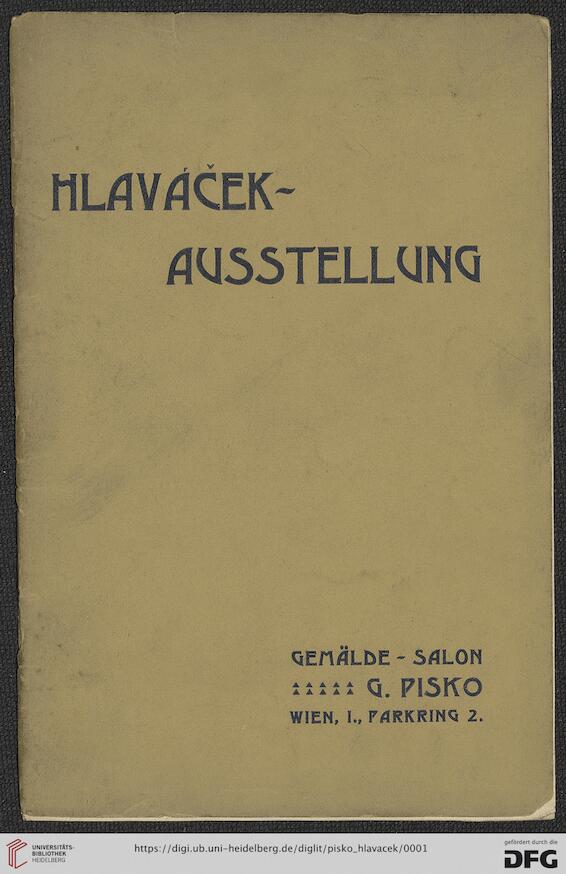 HLAVÁČEK-
AUSSTELLUNG
GEMÄLDE - SALON
G. PISKO
WIEN, I., PARKRING 2.
UNIVERSITÄTS-
BIBLIOTHEK
HEIDELBERG
https://digi.ub.uni-heidelberg.de/diglit/pisko_hlavacek/0001
gefördert durch die
DFG